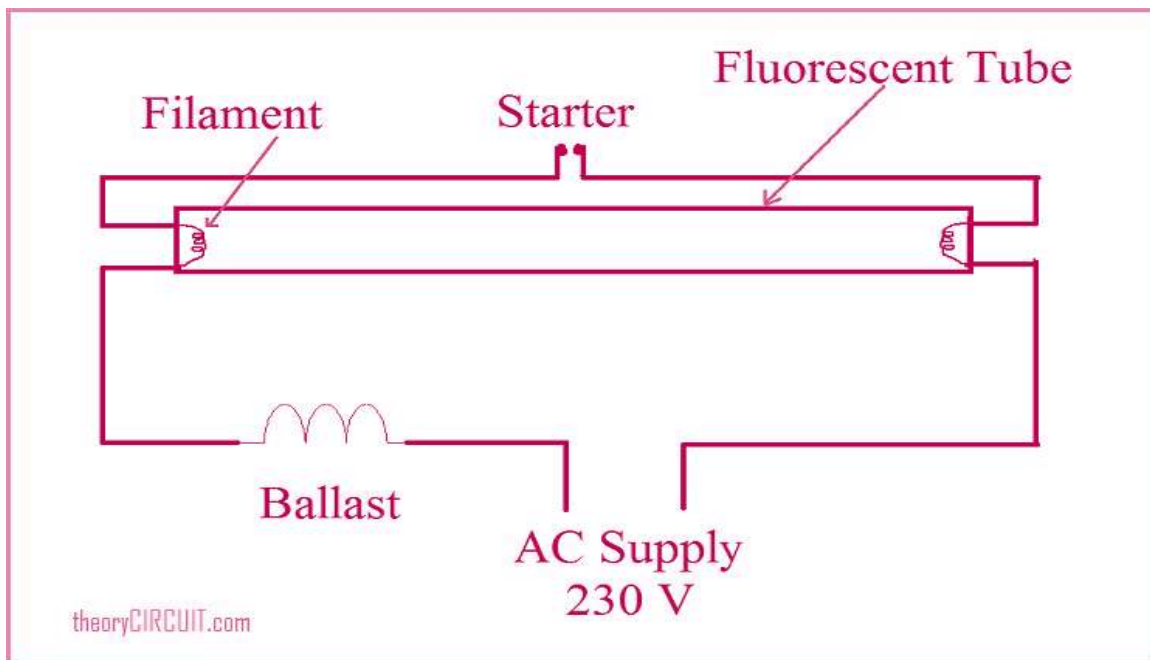 Fluorescent Tube
Filament
Starter
Ballast
AC Supply
230 V
theoryCIRCUIT.com